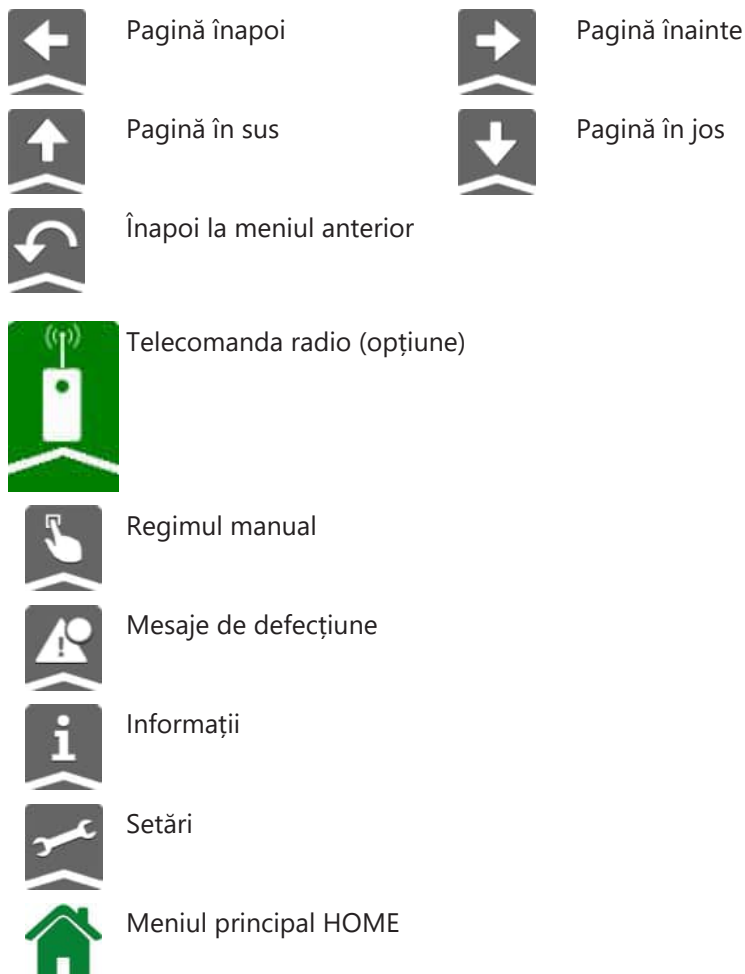 Pagină înapoi
Pagină înainte
Pagină în sus
Pagină în jos
Înapoi la meniul anterior
Telecomanda radio (opțiune)
Regimul manual
Mesaje de defecțiune
Informații
Setări
Meniul principal HOME